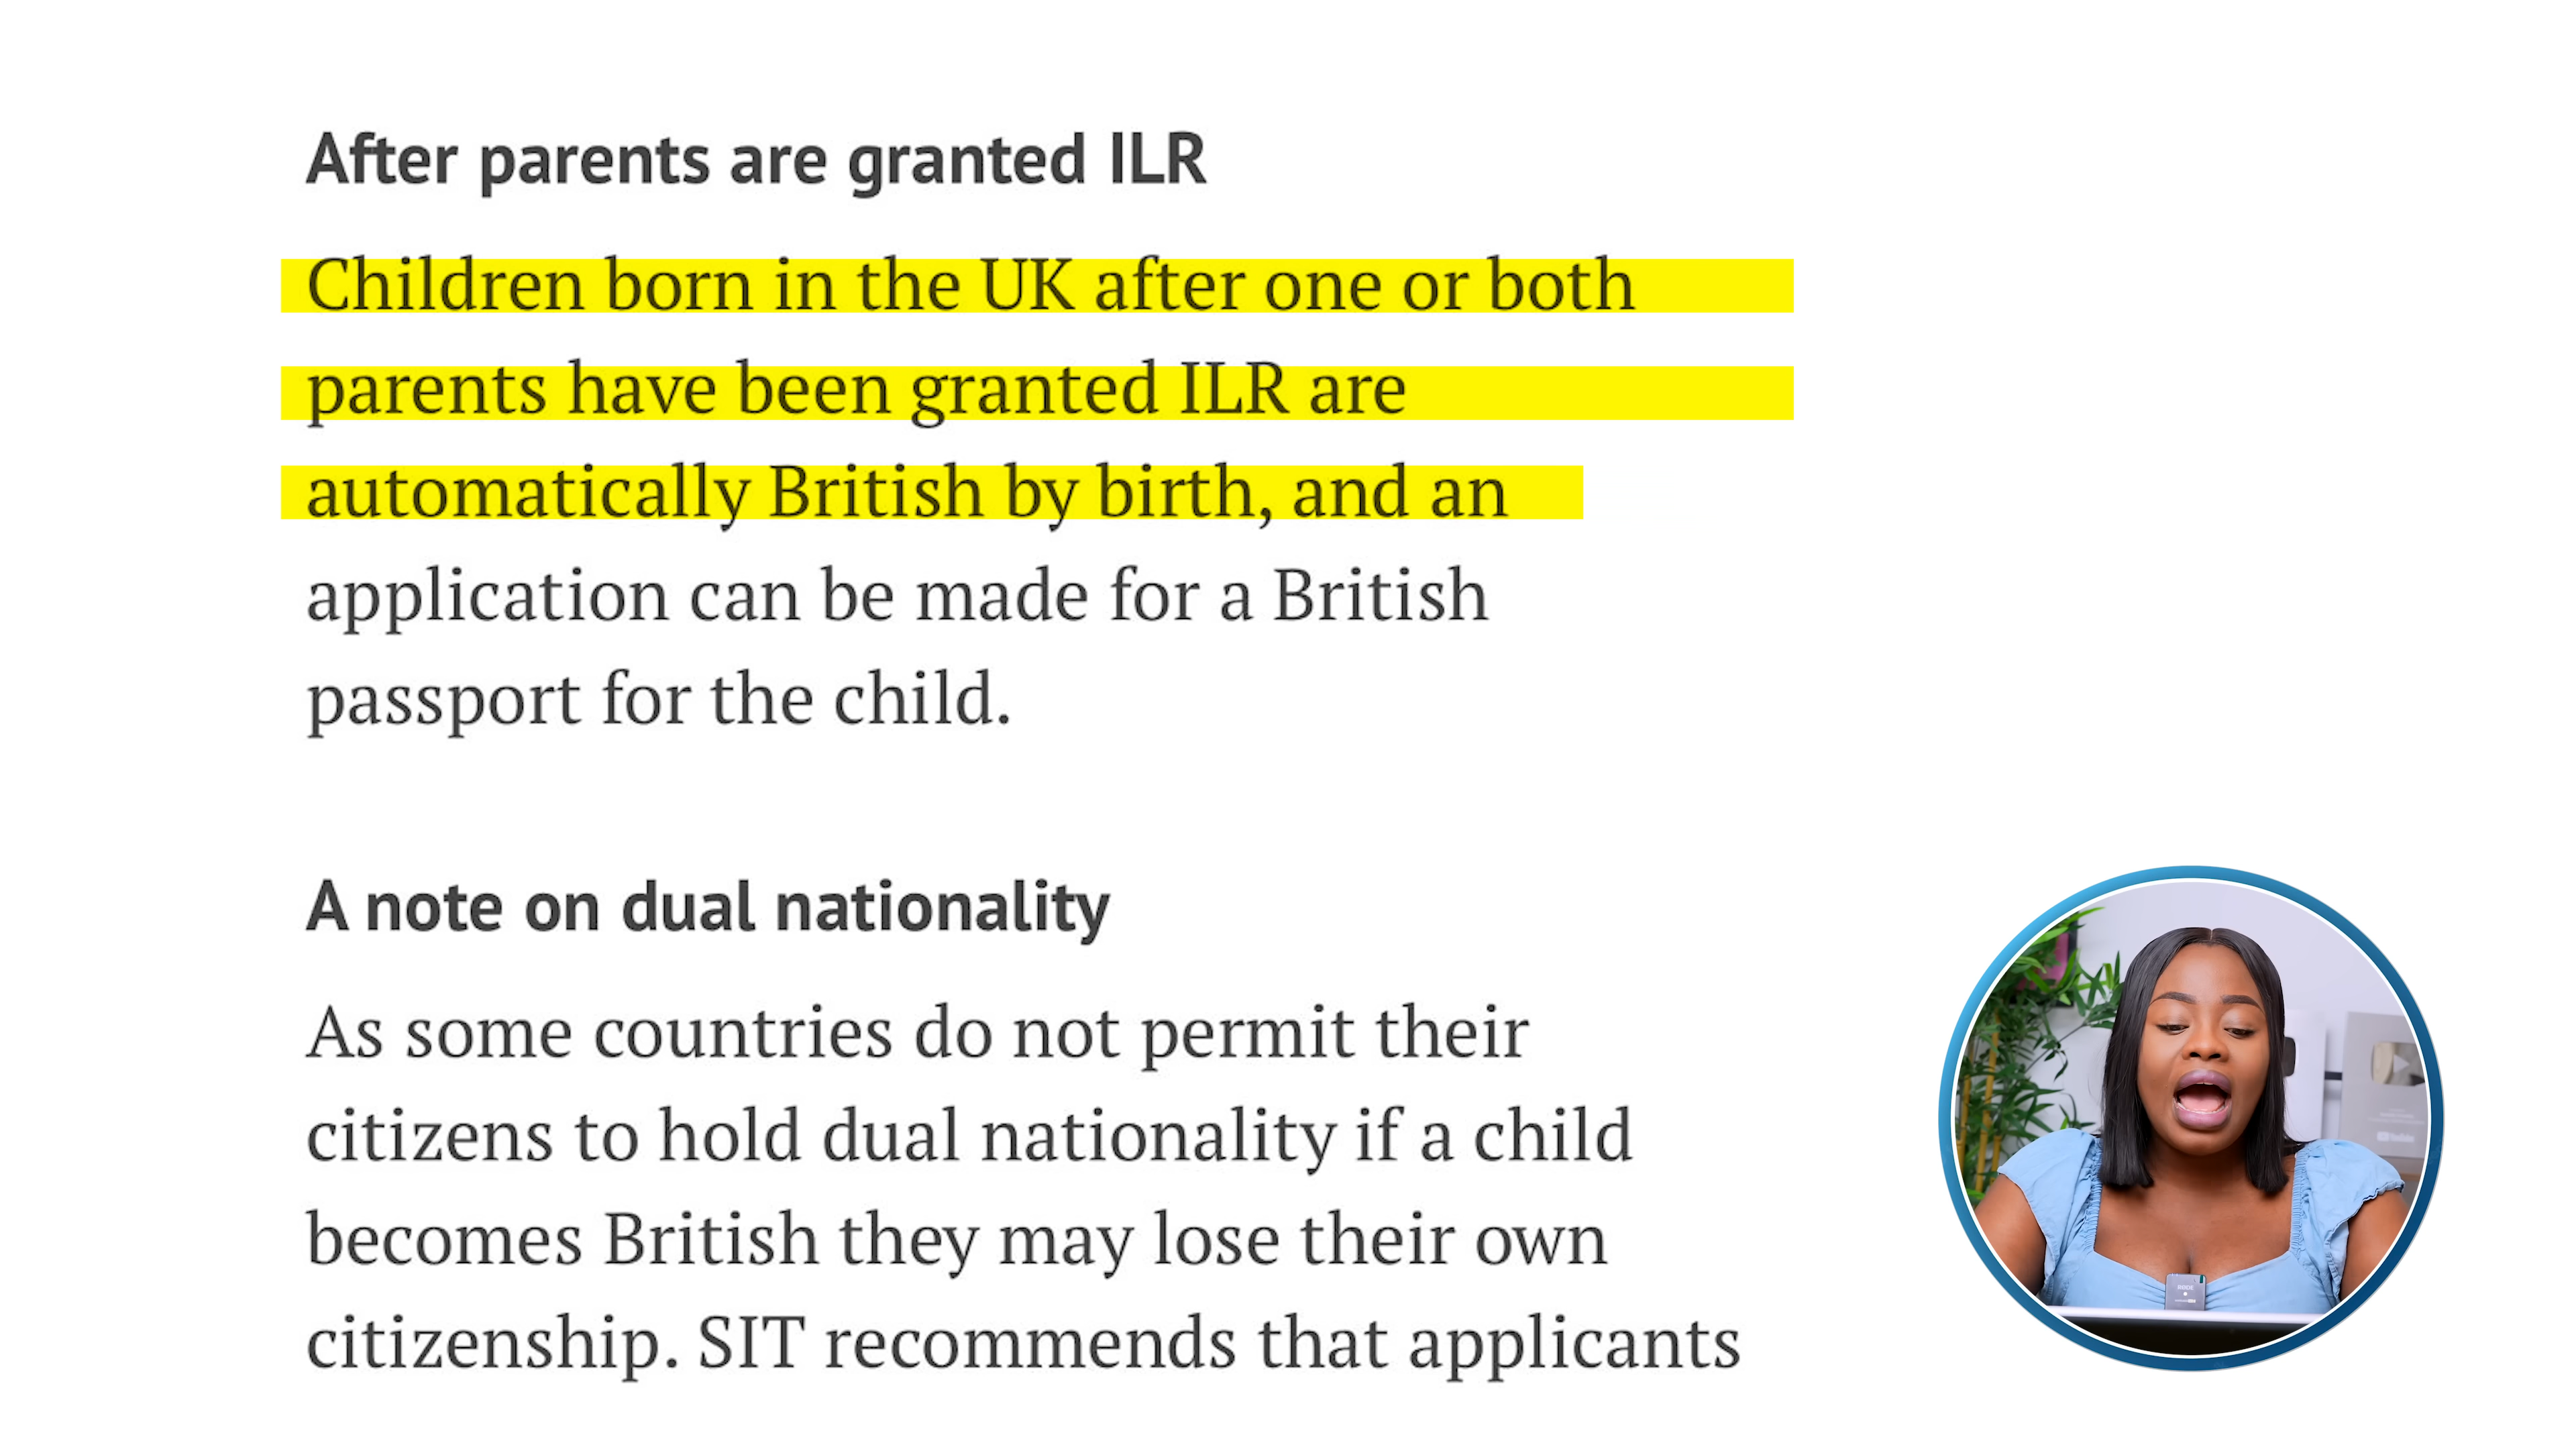 After parents are granted ILR
Children born in the UK after one or both
parents have been granted ILR are
automatically British by birth, and an
application can be made for a British
passport for the child.
A note on dual nationality
As some countries do not permit their
citizens to hold dual nationality if a child
becomes British they may lose their own
citizenship. SIT recommends that applicants